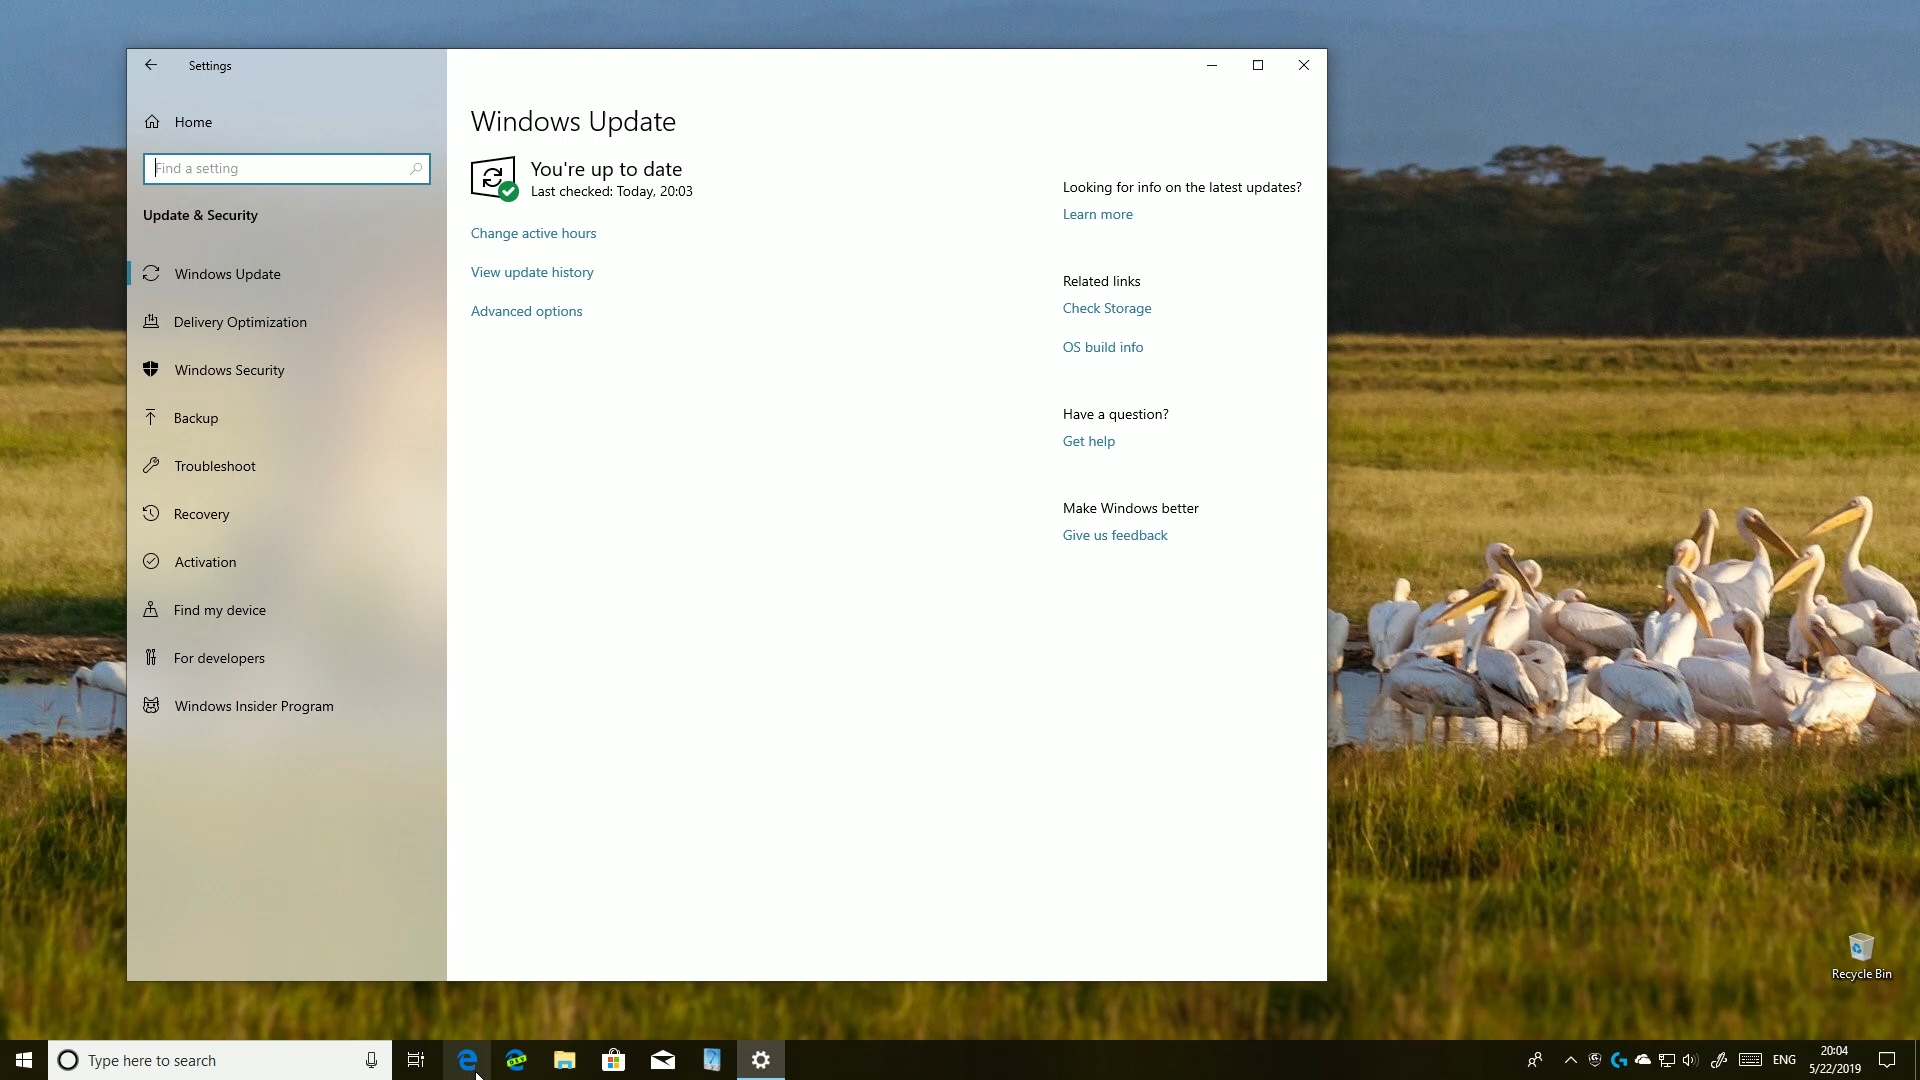 Settings
Home
Find a setting
Update & Security
Windows Update
Delivery Optimization
Windows Security
Backup
Troubleshoot
Recovery
Activation
Find my device
For developers
Windows Insider Program
Windows Update
You're up to date
Last checked: Today, 20:03
Change active hours
View update history
Advanced options
Looking for info on the latest updates?
Learn more
Related links
Check Storage
OS build info
Have a question?
Get help
Make Windows better
Give us feedback
Recycle Bin
Type here to search
DEV
ENG
20:04
5/22/2019